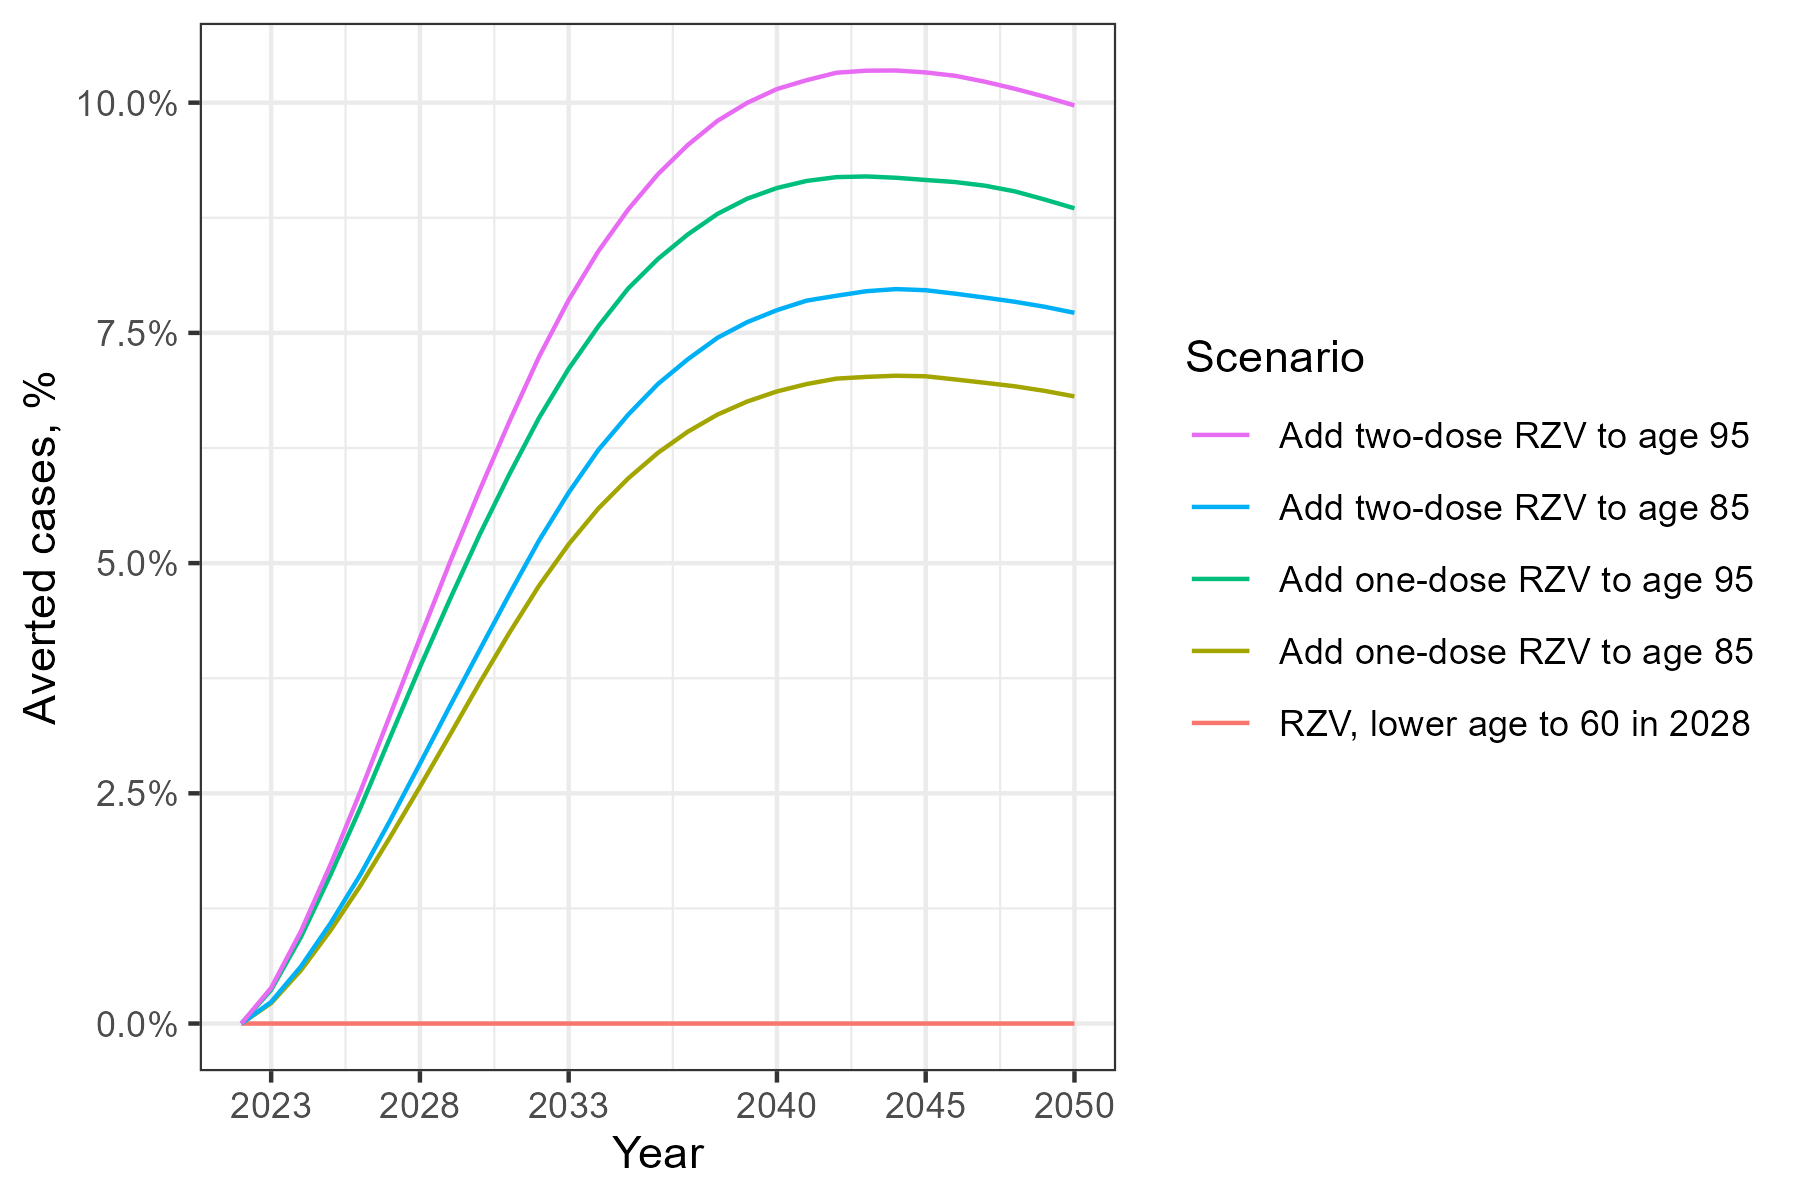 10.0%
7.5%
5.0%
2.5%
0.0%
Averted cases, %
2023
2028
2033
2040
2045
2050
Year
Scenario
Add two-dose RZV to age 95
Add two-dose RZV to age 85
Add one-dose RZV to age 95
Add one-dose RZV to age 85
RZV, lower age to 60 in 2028